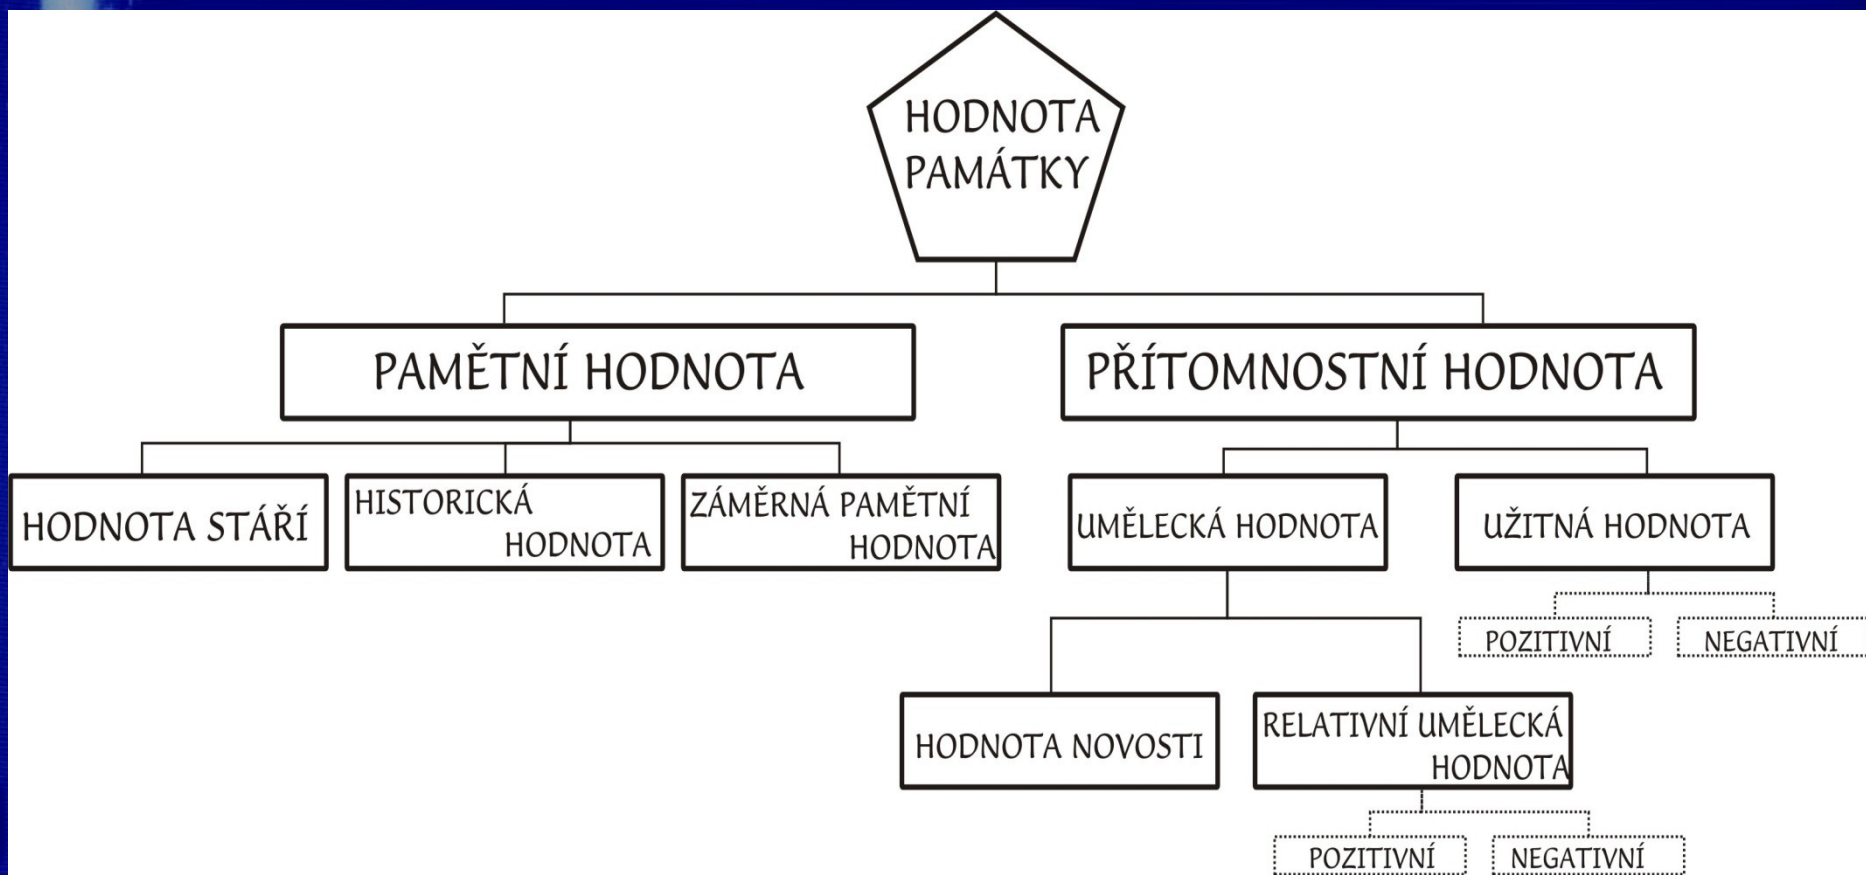 HODNOTA
PAMÁTKY
PAMĚTNÍ HODNOTA
PŘÍTOMNOSTNÍ HODNOTA
HODNOTA STÁŘÍ
HISTORICKÁ
HODNOTA
ZÁMĚRNÁ PAMĚTNÍ
HODNOTA
UMĚLECKÁ HODNOTA
UŽITNÁ HODNOTA
POZITIVNÍ
NEGATIVNÍ
HODNOTA NOVOSTI
RELATIVNÍ UMĚLECKÁ
HODNOTA
POZITIVNÍ
NEGATIVNÍ